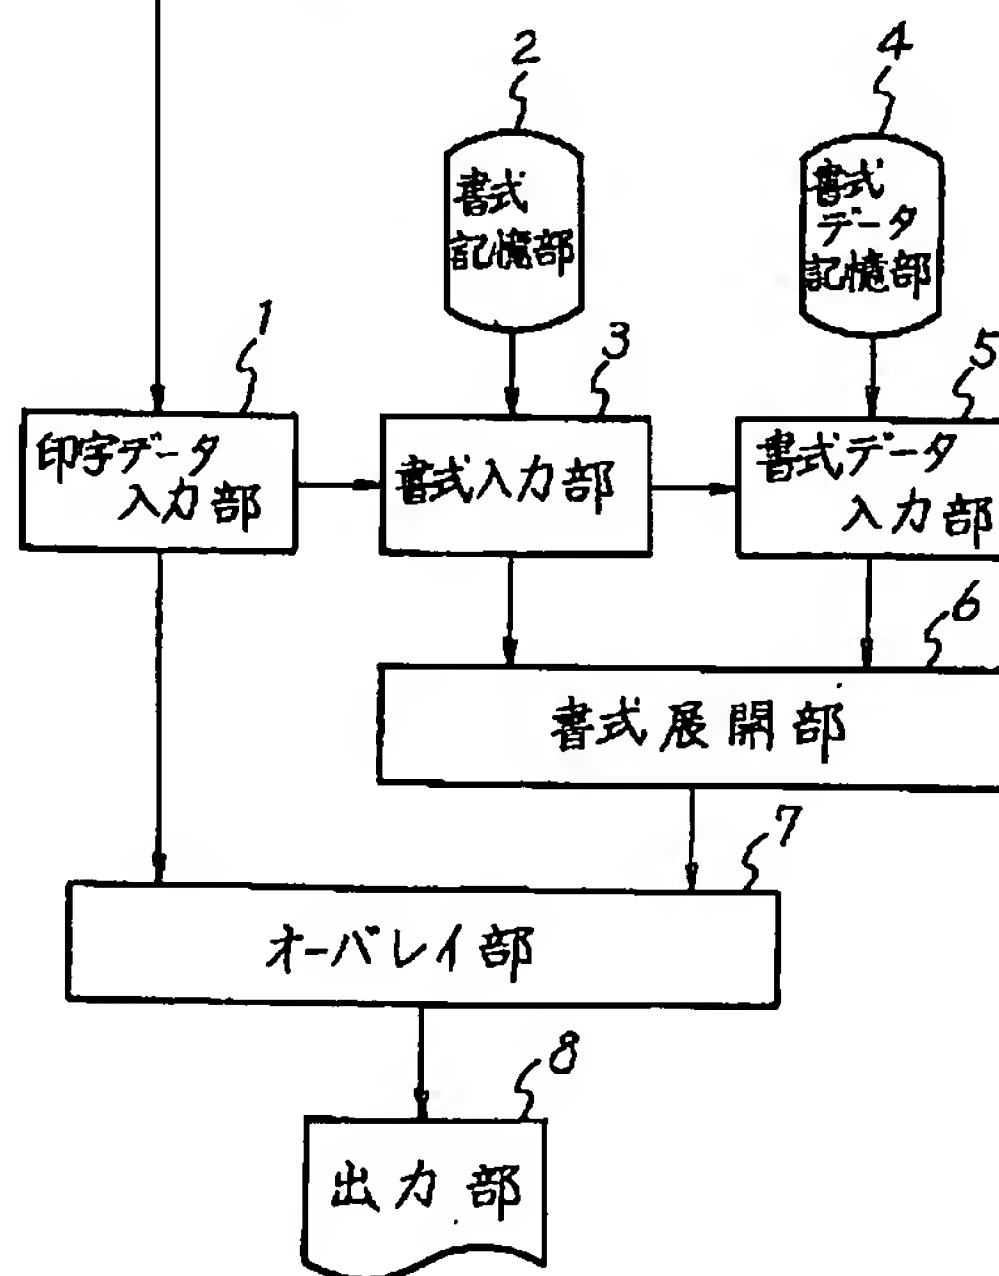 2
書式
記憶部
4
書式
データ
記憶部
1
印字データ
入力部
3
書式入力部
5
書式データ
入力部
6
書式展開部
7
オーバレイ部
8
出力部